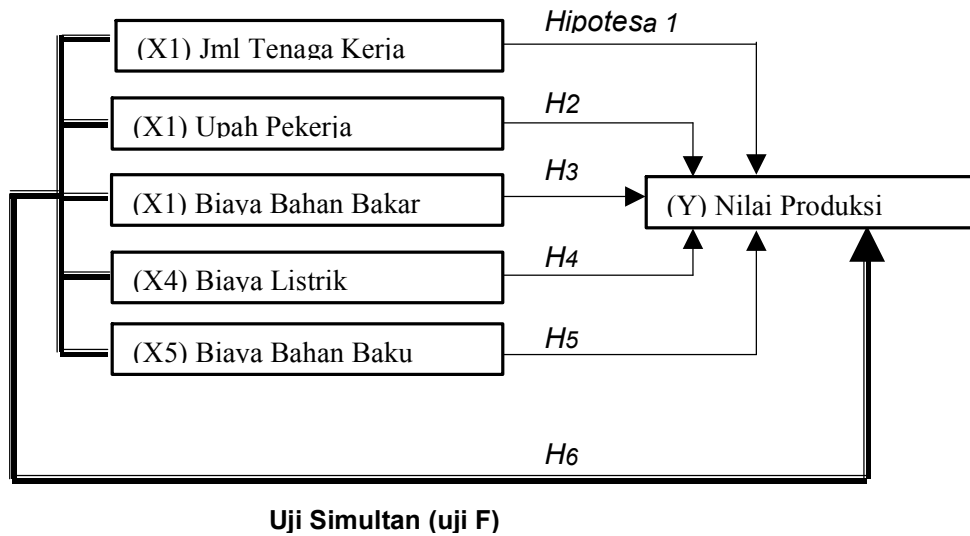 Hipotesa 1
(X1) Jml Tenaga Kerja
H2
(X1) Upah Pekerja
H3
(X1) Biaya Bahan Bakar
(Y) Nilai Produksi
H4
(X4) Biaya Listrik
H5
(X5) Biaya Bahan Baku
H6
Uji Simultan (uji F)